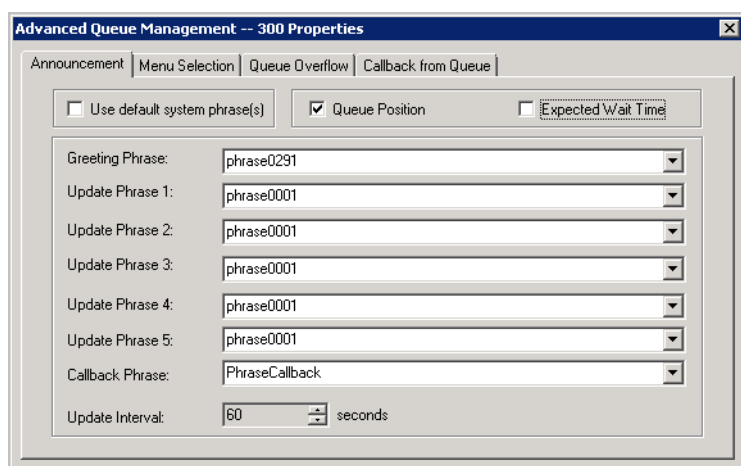 Advanced Queue Management -- 300 Properties
Announcement Menu Selection Queue Overflow Callback from Queue
Use default system phrase(s) Queue Position Expected Wait Time
Greeting Phrase: phrase0291
Update Phrase 1: phrase0001
Update Phrase 2: phrase0001
Update Phrase 3: phrase0001
Update Phrase 4: phrase0001
Update Phrase 5: phrase0001
Callback Phrase: PhraseCallback
Update Interval: 60 seconds